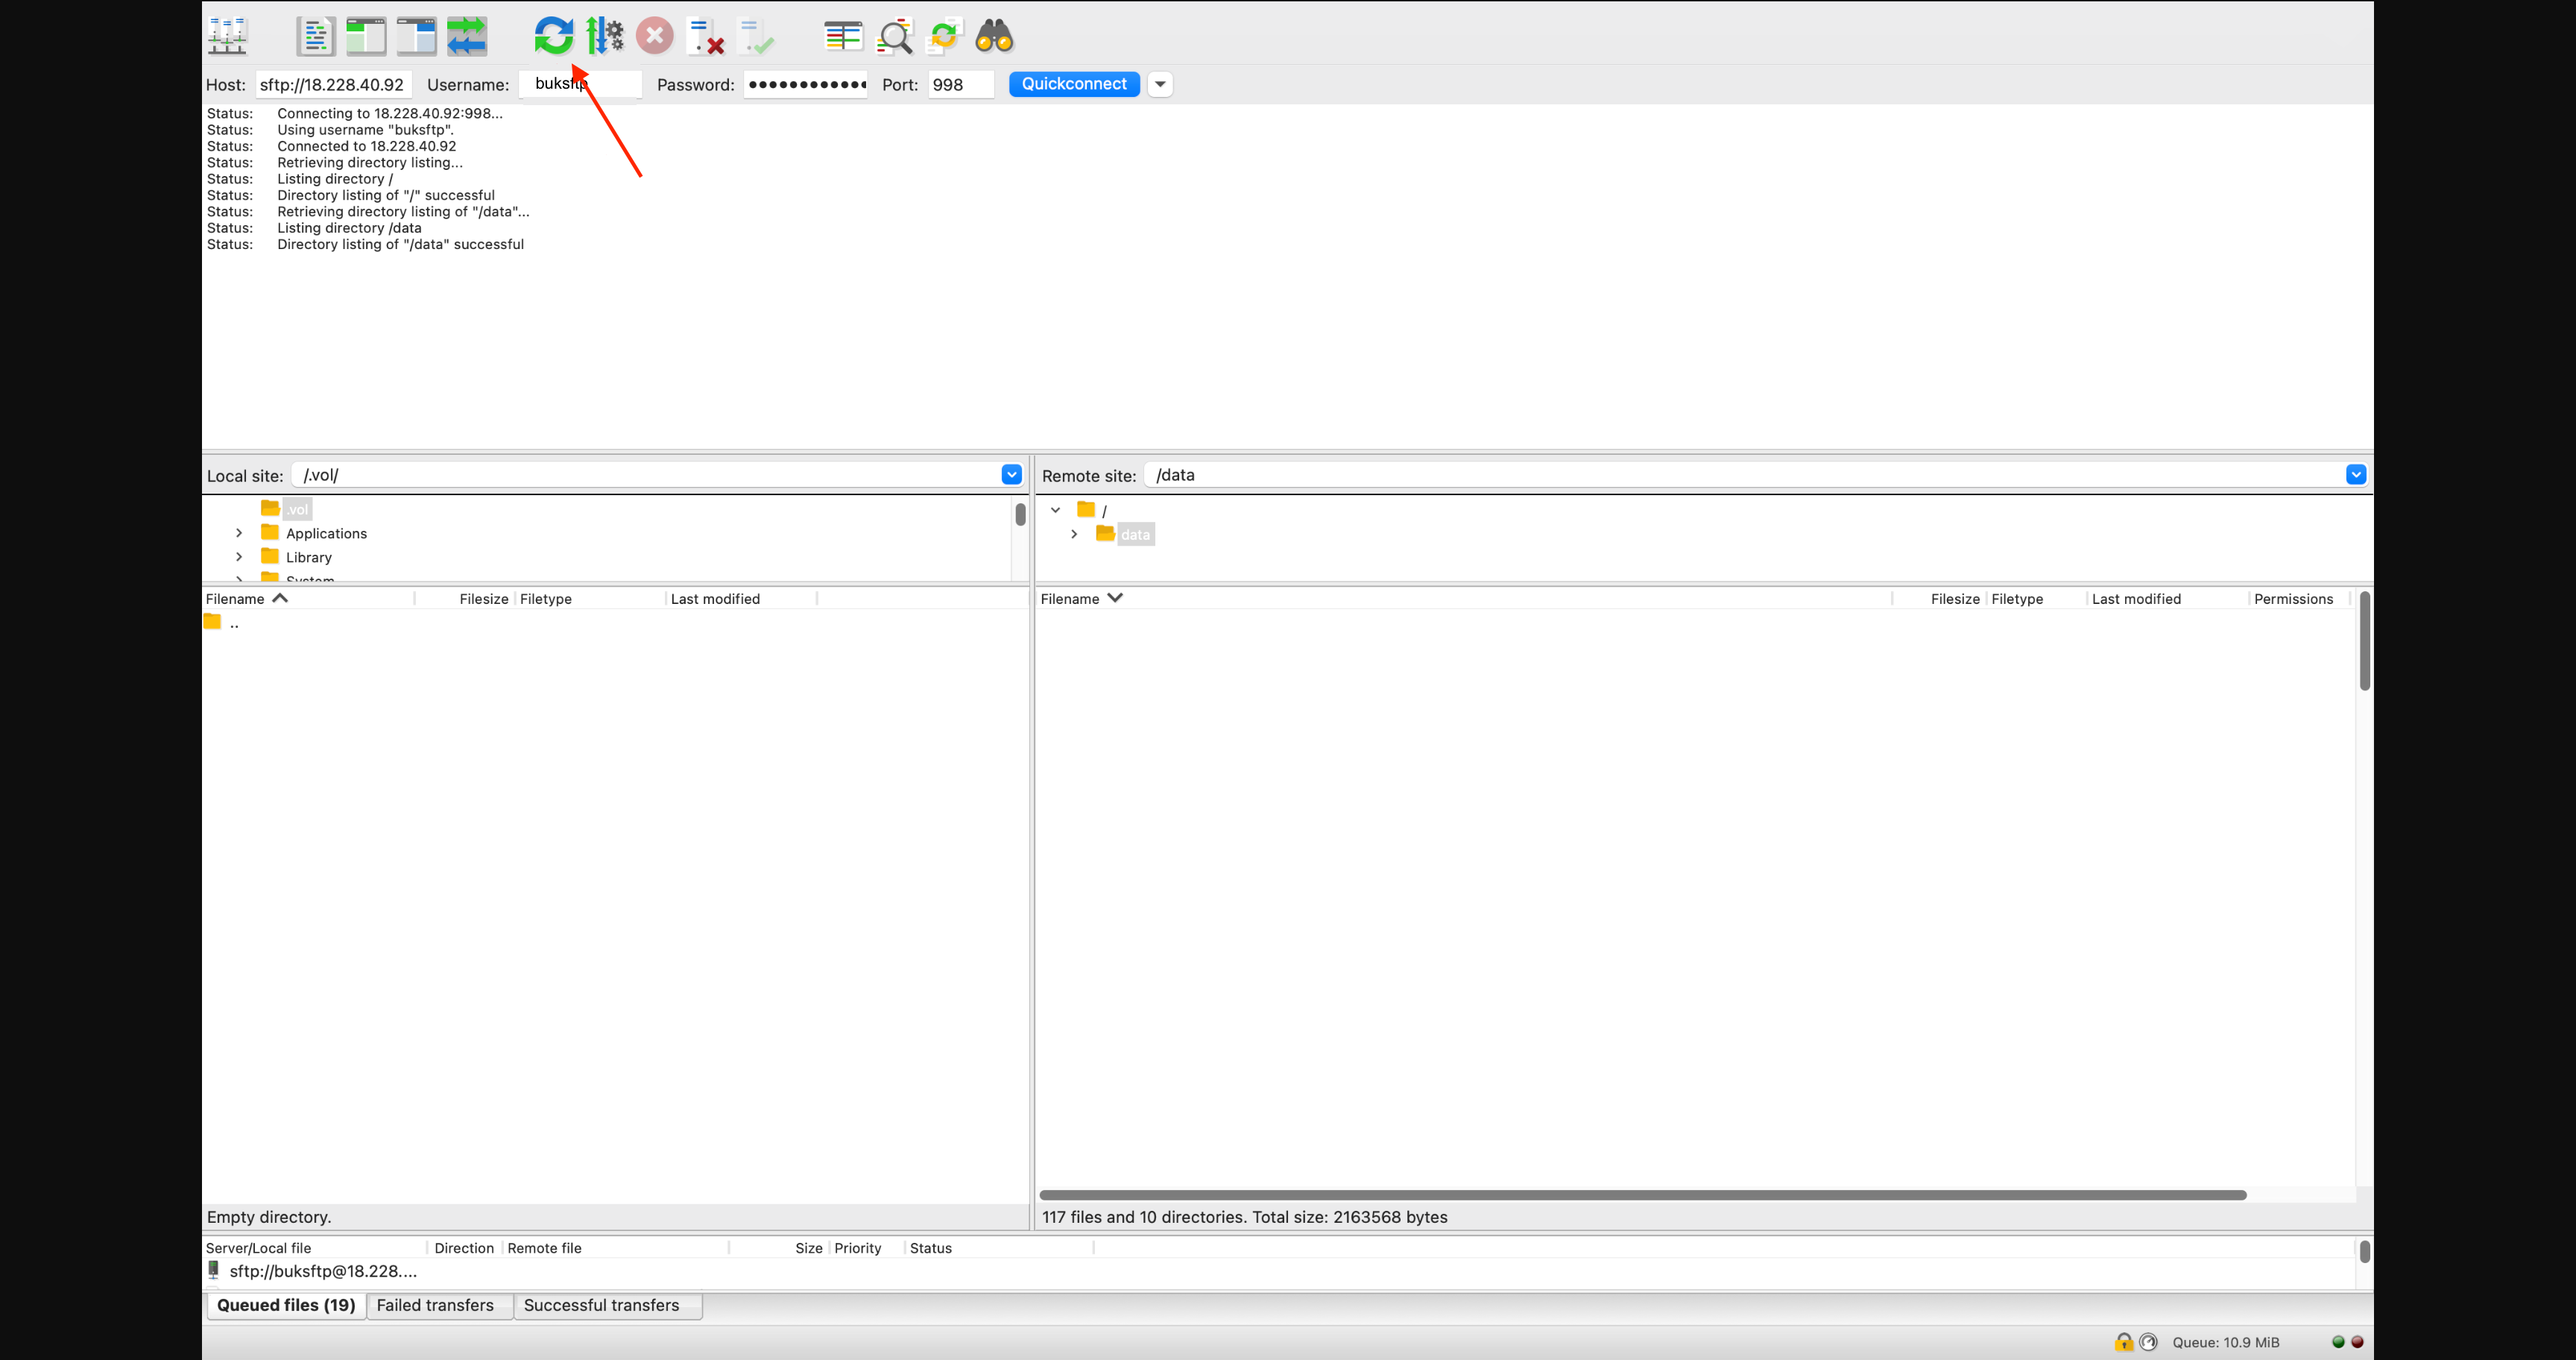 Host: sftp://18.228.40.92 Username: buksftp Password: ●●●●●●●●●●●● Port: 998 Quickconnect
Status: Connecting to 18.228.40.92:998...
Status: Using username "buksftp".
Status: Connected to 18.228.40.92
Status: Retrieving directory listing...
Status: Listing directory /
Status: Directory listing of "/" successful
Status: Retrieving directory listing of "/data"...
Status: Listing directory /data
Status: Directory listing of "/data" successful
Local site: /.vol/
.vol
Applications
Library
System
Filename Filesize Filetype Last modified
..
Empty directory.
Remote site: /data
/
data
Filename Filesize Filetype Last modified Permissions
117 files and 10 directories. Total size: 2163568 bytes
Server/Local file Direction Remote file Size Priority Status
sftp://buksftp@18.228....
Queued files (19) Failed transfers Successful transfers
Queue: 10.9 MiB